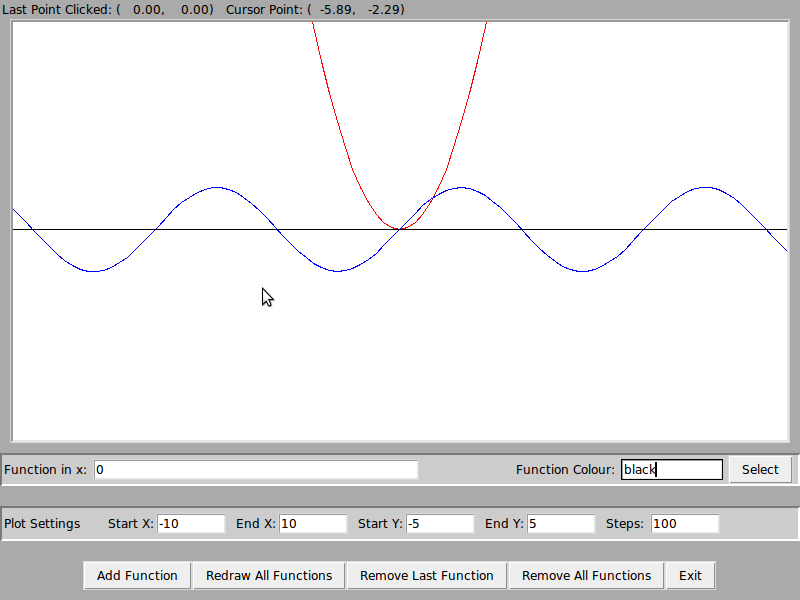 Last Point Clicked: ( 0.00, 0.00) Cursor Point: ( -5.89, -2.29)
Function in x: 0 Function Colour: black Select
Plot Settings Start X: -10 End X: 10 Start Y: -5 End Y: 5 Steps: 100
Add Function Redraw All Functions Remove Last Function Remove All Functions Exit